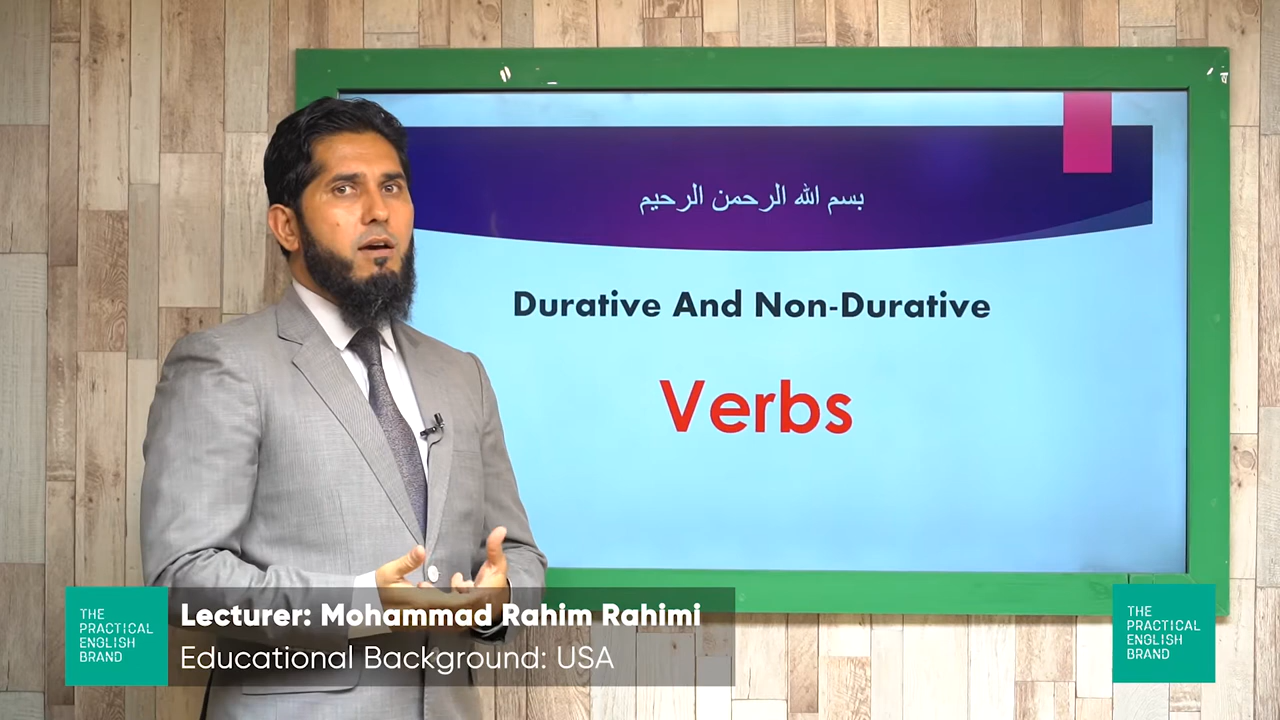 بسم الله الرحمن الرحيم
Durative And Non-Durative
Verbs
THE
PRACTICAL
ENGLISH
BRAND
Lecturer: Mohammad Rahim Rahimi
Educational Background: USA
THE
PRACTICAL
ENGLISH
BRAND